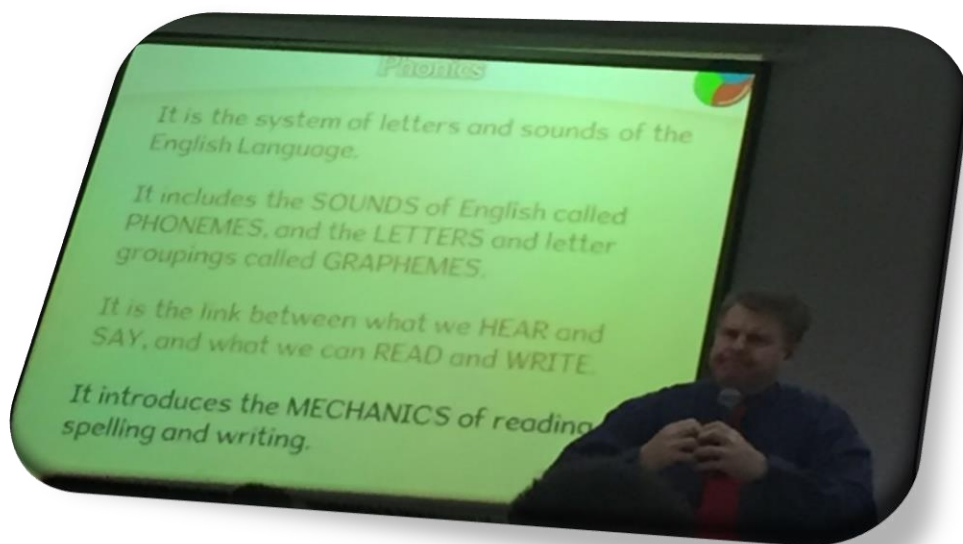 Phonics
It is the system of letters and sounds of the
English Language.
It includes the SOUNDS of English called
PHONEMES, and the LETTERS and letter
groupings called GRAPHEMES.
It is the link between what we HEAR and
SAY, and what we can READ and WRITE.
It introduces the MECHANICS of reading
spelling and writing.